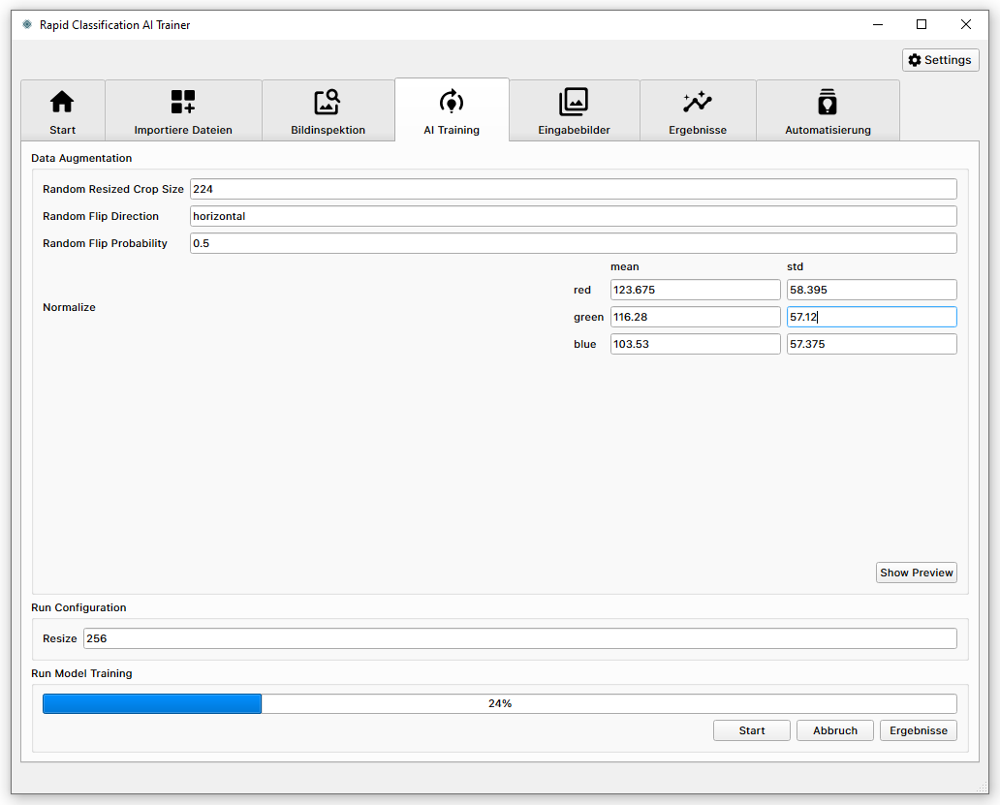 Rapid Classification AI Trainer
Settings
Start
Importiere Dateien
Bildinspektion
AI Training
Eingabebilder
Ergebnisse
Automatisierung
Data Augmentation
Random Resized Crop Size 224
Random Flip Direction horizontal
Random Flip Probability 0.5
mean std
red 123.675 58.395
Normalize
green 116.28 57.12
blue 103.53 57.375
Show Preview
Run Configuration
Resize 256
Run Model Training
24%
Start Abbruch Ergebnisse